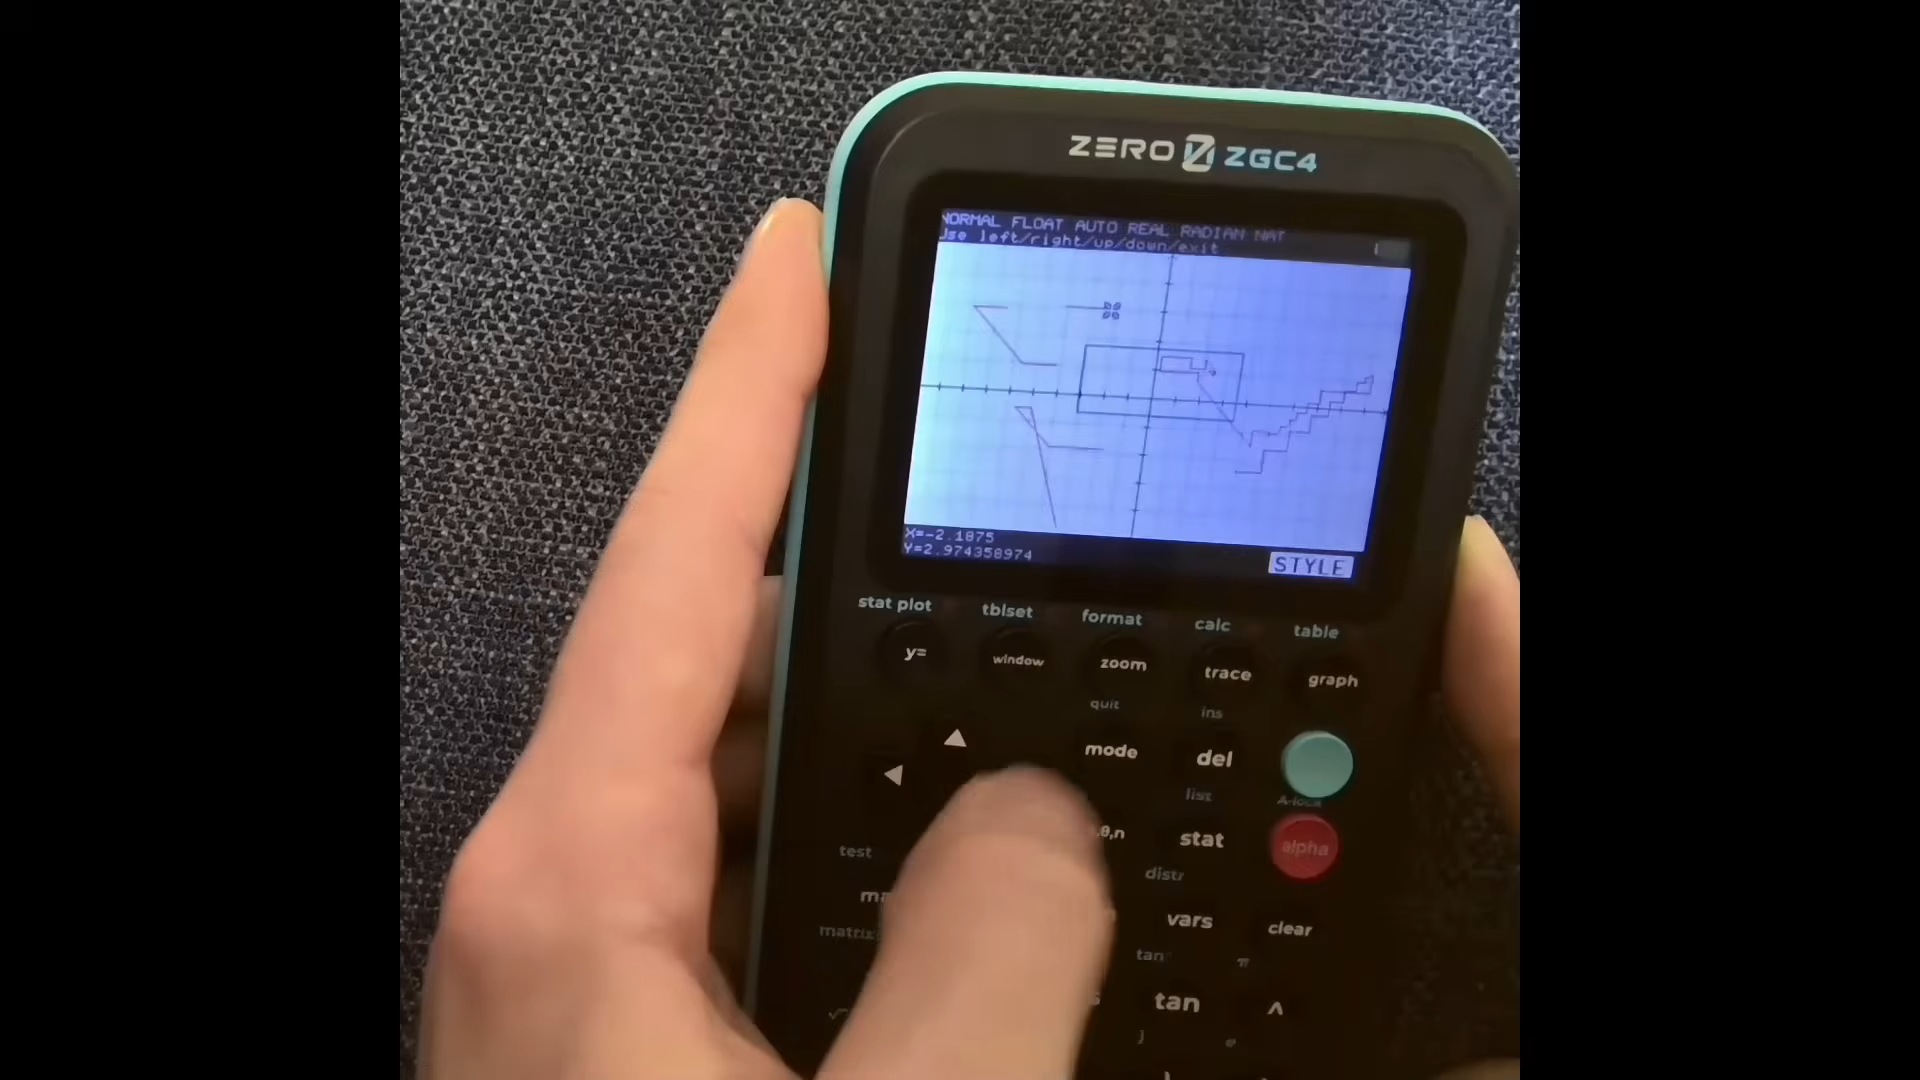 ZERO ZGC4
NORMAL FLOAT AUTO REAL RADIAN NAT
Use left/right/up/down/exit
X=-2.1875
Y=2.974358974
STYLE
stat plot tblset format calc table
y= window zoom trace graph
quit ins
mode del
list A-lock
,θ,n stat alpha
test distr
vars clear
matrix tan π
tan ^